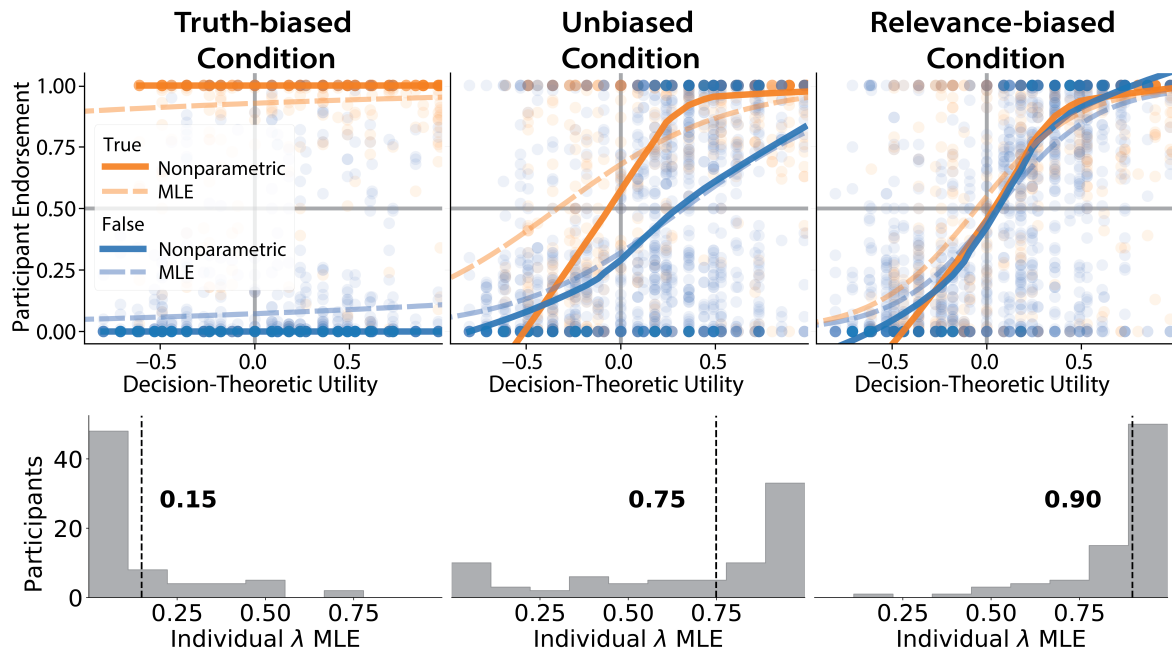 Truth-biased
Condition
Unbiased
Condition
Relevance-biased
Condition
Participant Endorsement
1.00
0.75
0.50
0.25
0.00
True
Nonparametric
MLE
False
Nonparametric
MLE
−0.5 0.0 0.5
−0.5 0.0 0.5
−0.5 0.0 0.5
Decision-Theoretic Utility
Decision-Theoretic Utility
Decision-Theoretic Utility
Participants
40
20
0
0.15
0.75
0.90
0.25 0.50 0.75
0.25 0.50 0.75
0.25 0.50 0.75
Individual λ MLE
Individual λ MLE
Individual λ MLE